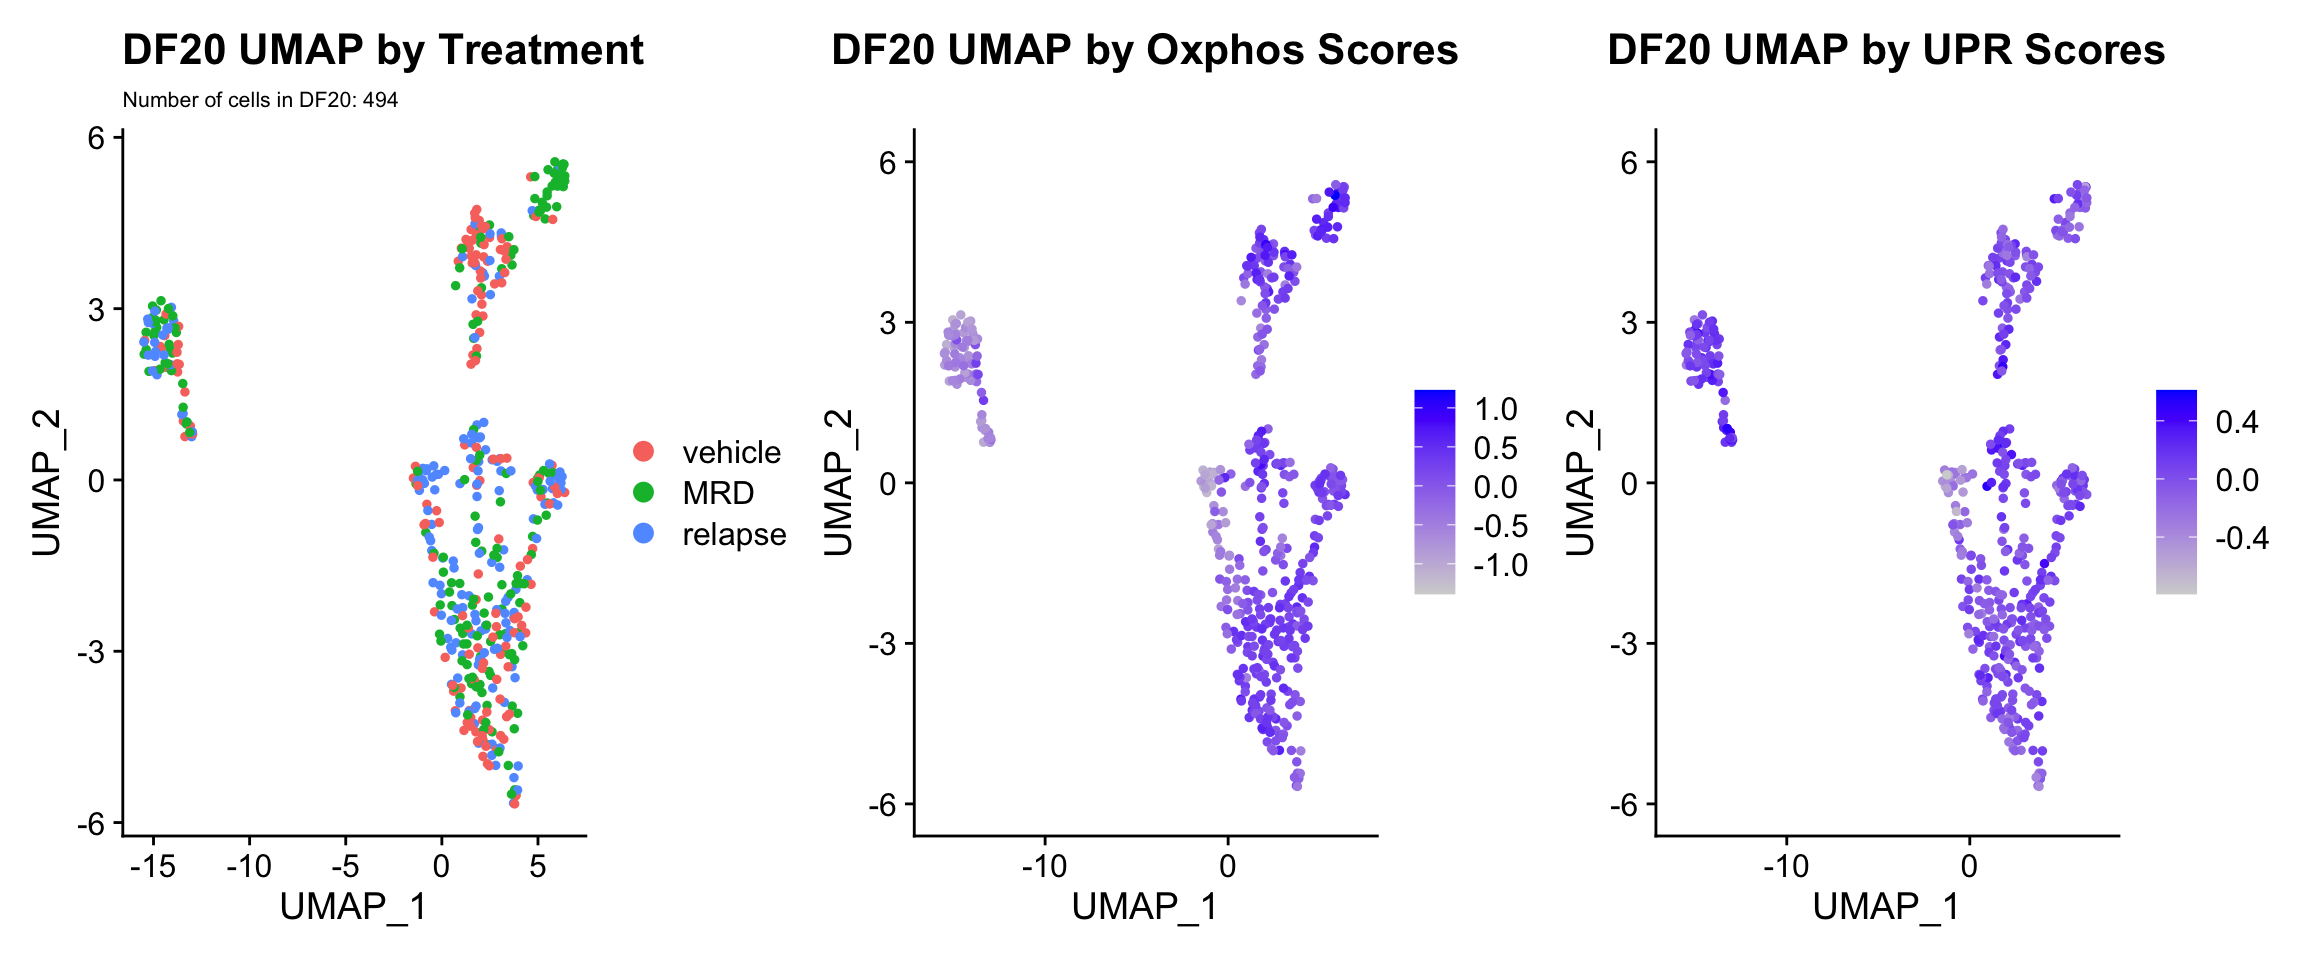 DF20 UMAP by Treatment
Number of cells in DF20: 494
6
3
0
-3
-6
UMAP_2
-15 -10 -5 0 5
UMAP_1
vehicle
MRD
relapse
DF20 UMAP by Oxphos Scores
6
3
0
-3
-6
UMAP_2
-10 0
UMAP_1
1.0
0.5
0.0
-0.5
-1.0
DF20 UMAP by UPR Scores
6
3
0
-3
-6
UMAP_2
-10 0
UMAP_1
0.4
0.0
-0.4